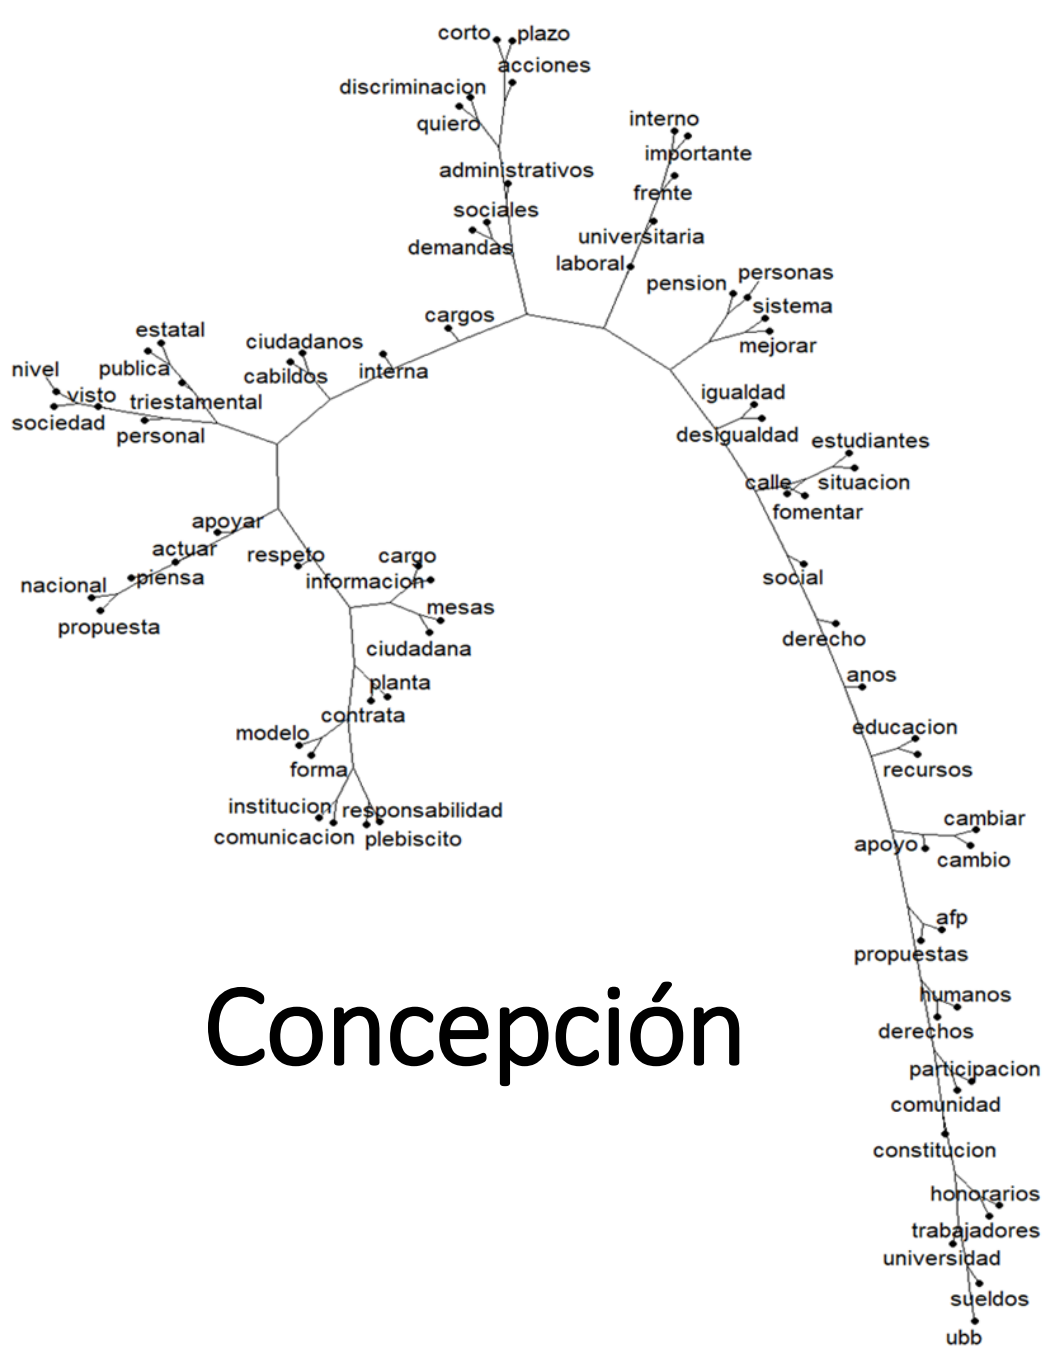 corto
plazo
acciones
discriminacion
quiero
interno
importante
administrativos
frente
sociales
universitaria
demandas
laboral
personas
pension
sistema
cargos
estatal
ciudadanos
mejorar
nivel
publica
cabildos
interna
visto
triestamental
igualdad
sociedad
personal
desigualdad
estudiantes
calle
situacion
fomentar
apoyar
actuar
respeto
cargo
nacional
piensa
informacion
social
propuesta
mesas
derecho
ciudadana
planta
anos
contrata
modelo
educacion
forma
recursos
institucion
responsabilidad
cambiar
comunicacion
plebiscito
apoyo
cambio
afp
propuestas
humanos
Concepción
derechos
participacion
comunidad
constitucion
honorarios
trabajadores
universidad
sueldos
ubb